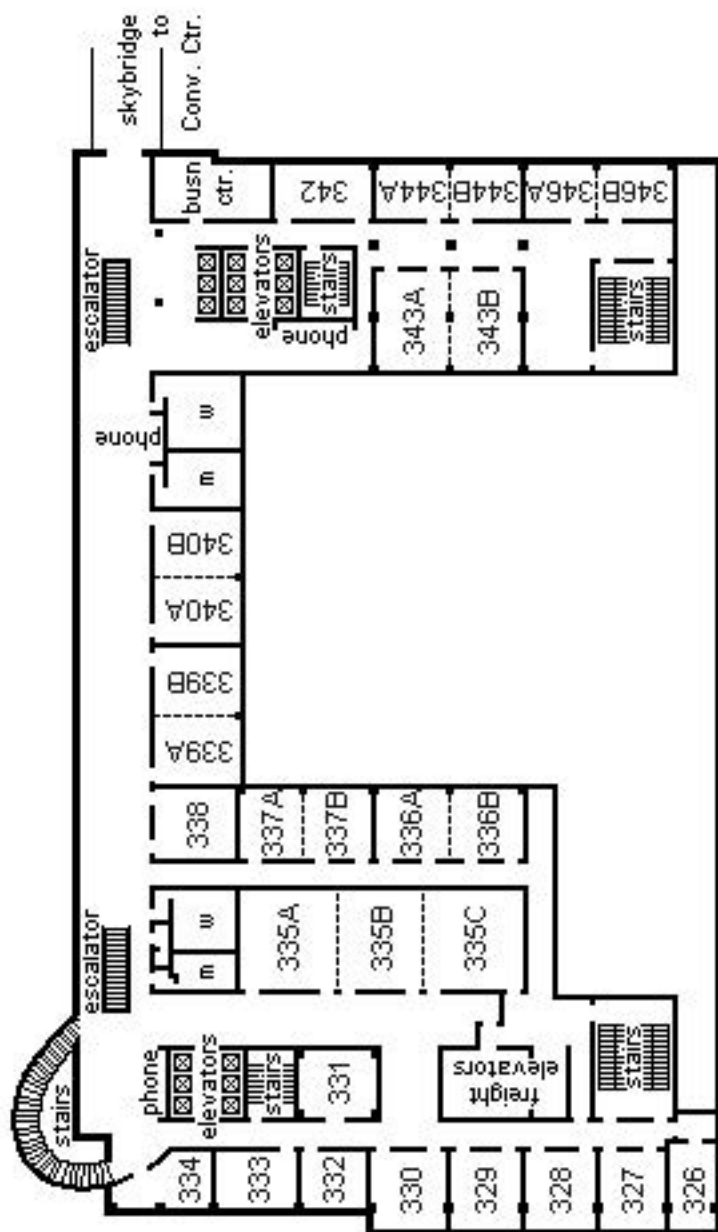 skybridge
to
Conv. Ctr.
busn
ctr.
342
344A
344B
346A
346B
escalator
elevators
stairs
phone
343A
343B
stairs
phone
m
m
340B
340A
339B
339A
338
337A
337B
336A
336B
escalator
m
m
335A
335B
335C
stairs
phone
elevators
stairs
331
freight
elevators
stairs
334
333
332
330
329
328
327
326